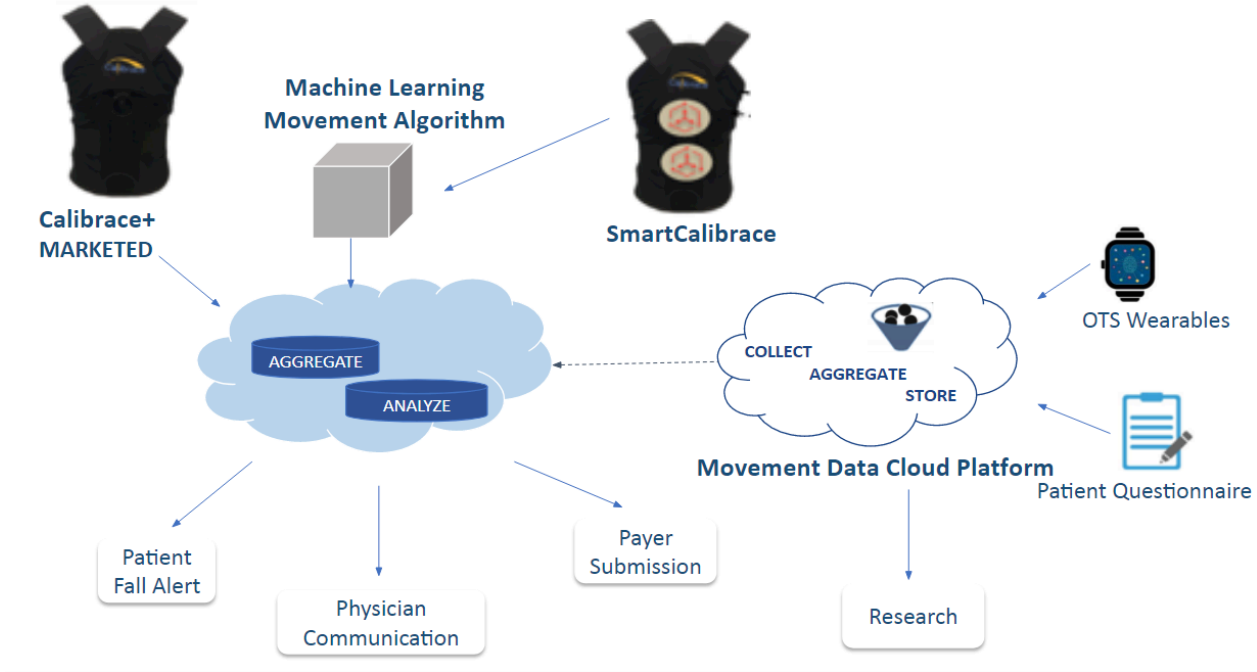 Machine Learning
Movement Algorithm
Calibrace+
MARKETED
SmartCalibrace
OTS Wearables
AGGREGATE
ANALYZE
COLLECT
AGGREGATE
STORE
Movement Data Cloud Platform
Patient Questionnaire
Patient
Fall Alert
Physician
Communication
Payer
Submission
Research